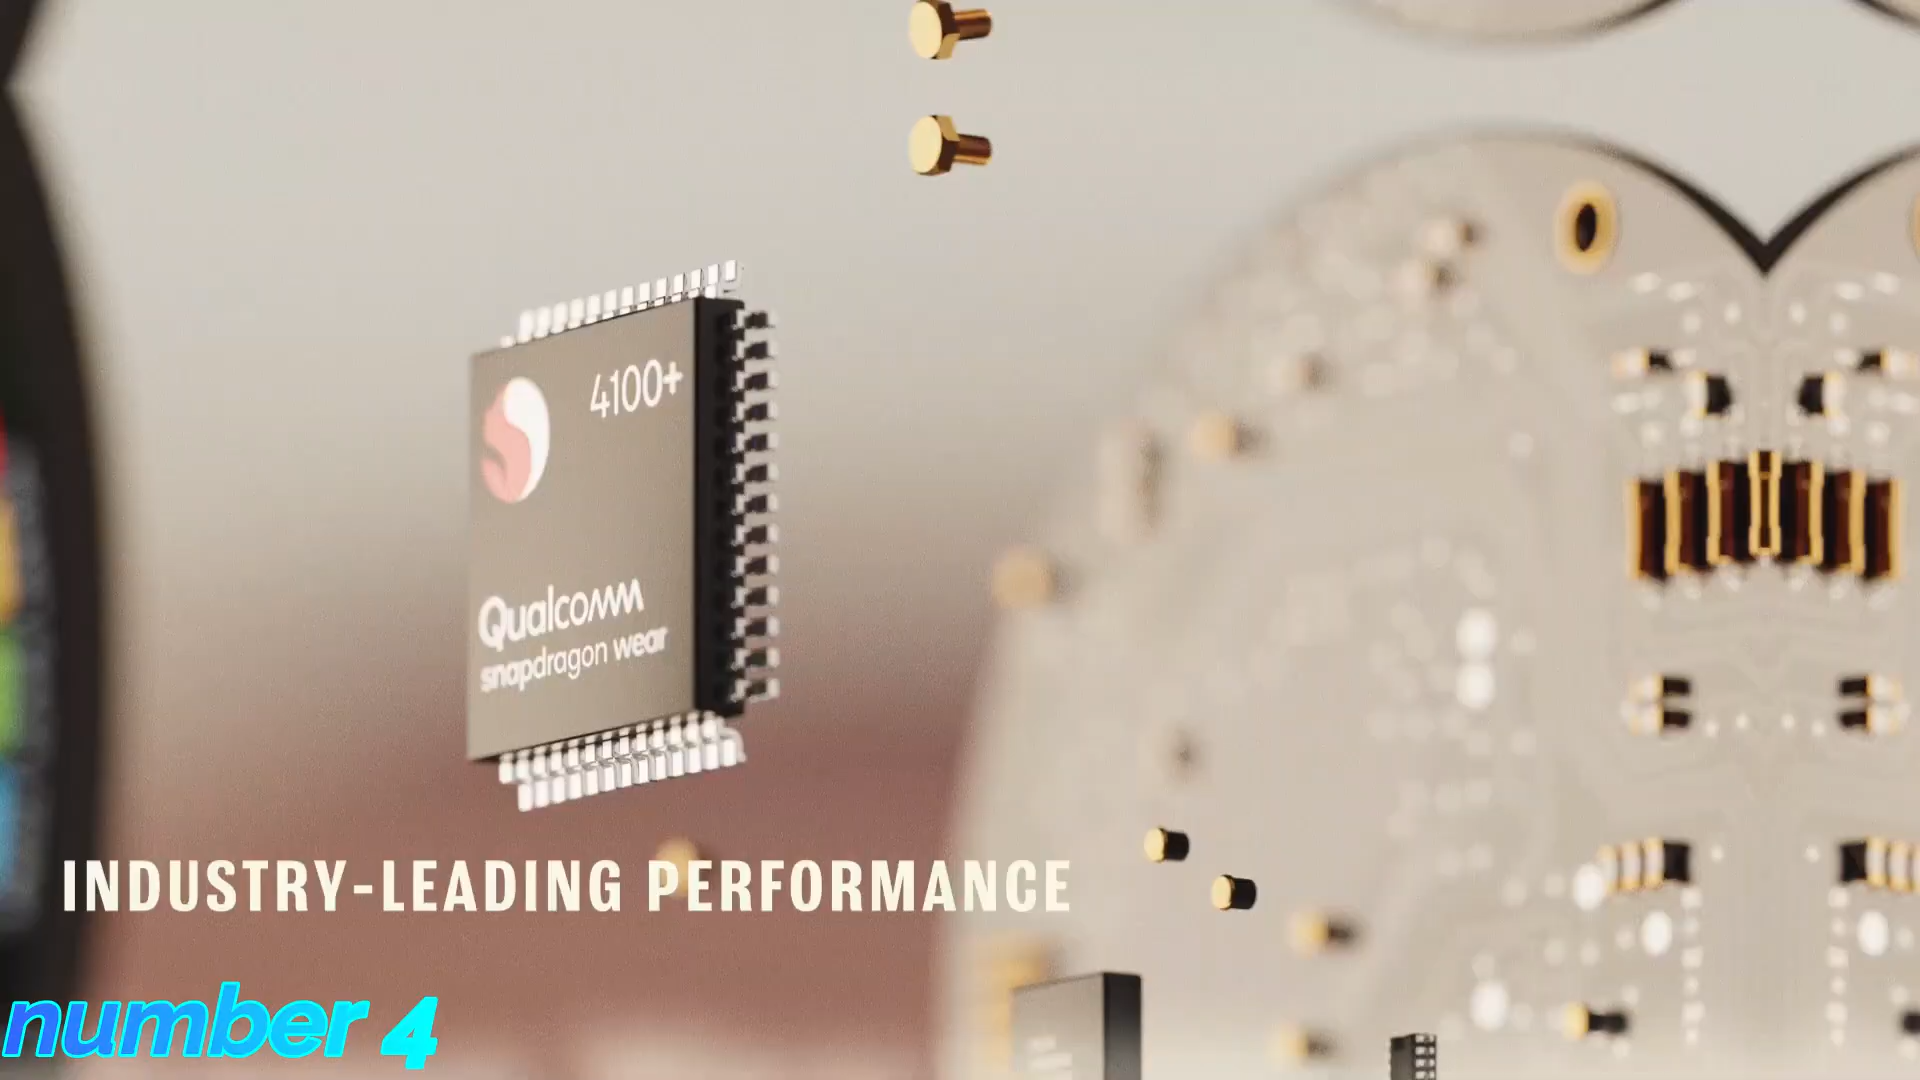 4100+
Qualcomm
snapdragon wear
INDUSTRY-LEADING PERFORMANCE
number 4